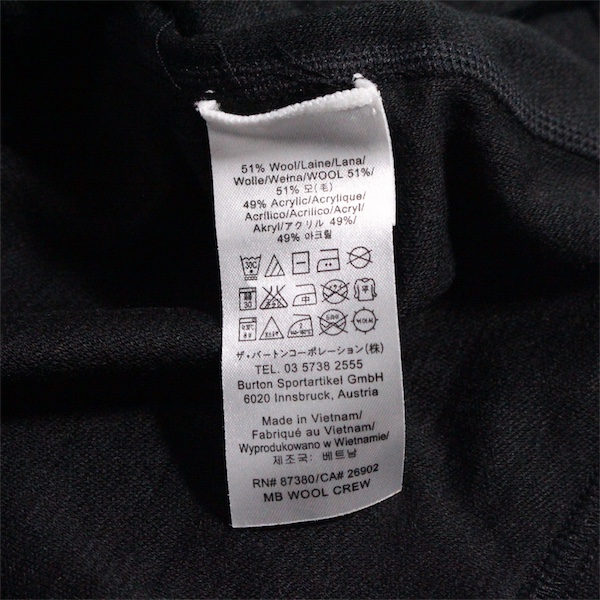 51% Wool/Laine/Lana/
Wolle/Wełna/WOOL 51%/
51% 모(毛)
49% Acrylic/Acrylique/
Acrílico/Acrilico/Acryl/
Akryl/アクリル 49%/
49% 아크릴
30C
中
ザ・バートンコーポレーション(株)
TEL. 03 5738 2555
Burton Sportartikel GmbH
6020 Innsbruck, Austria
Made in Vietnam/
Fabriqué au Vietnam/
Wyprodukowano w Wietnamie/
제조국: 베트남
RN# 87380/CA# 26902
MB WOOL CREW